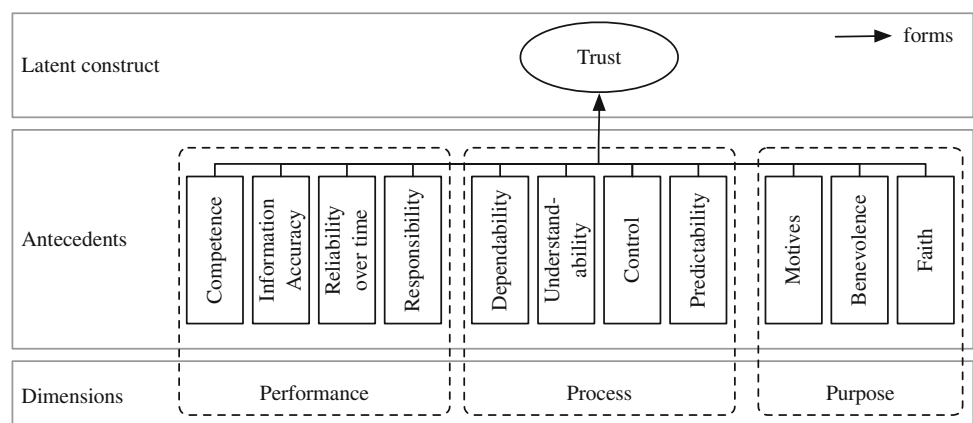 Latent construct
Trust
forms
Antecedents
Competence
Information
Accuracy
Reliability
over time
Responsibility
Dependability
Understand-
ability
Control
Predictability
Motives
Benevolence
Faith
Dimensions
Performance
Process
Purpose